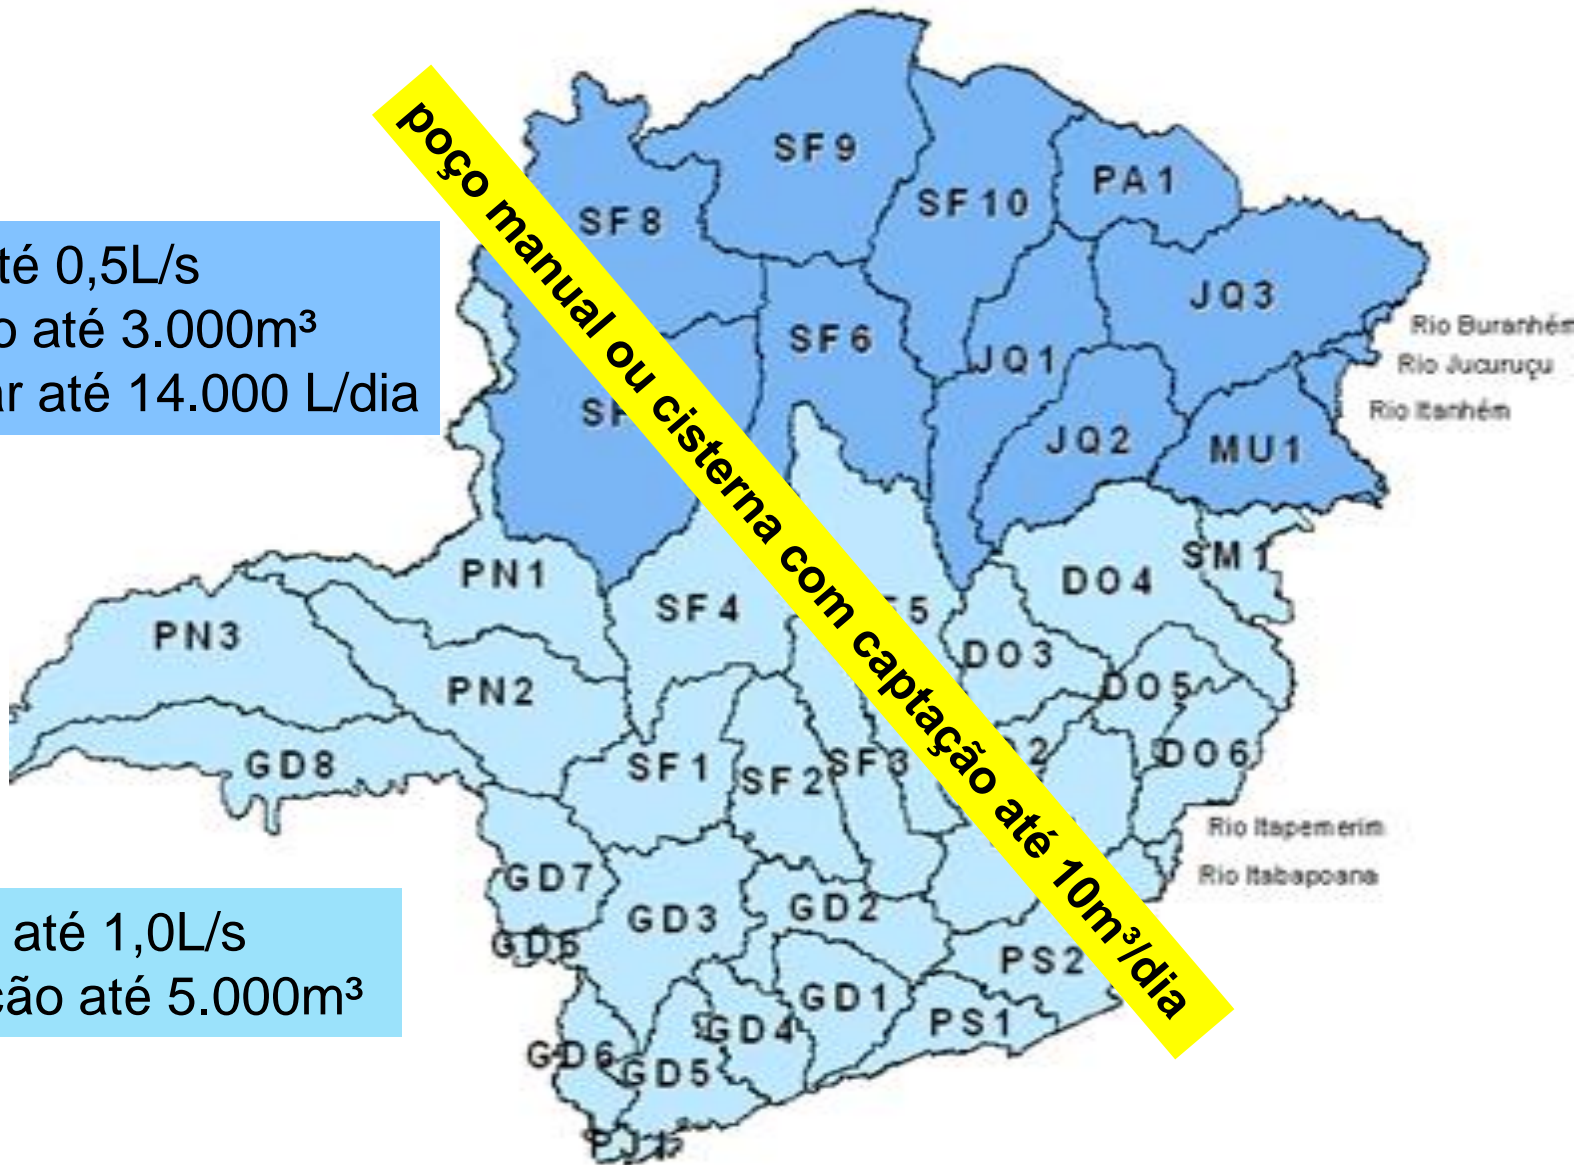 SF9
PA1
SF10
SF8
até 0,5L/s
até 3.000m³
até 14.000 L/dia
JQ3
Rio Buranhém
SF6
JQ1
Rio Jucuruçu
Rio Itanhém
JQ2
MU1
poço manual ou cisterna com captação até 10m³/dia
SM1
PN1
DO4
SF4
PN3
DO3
PN2
DO5
GD8
SF1
SF2
SF3
DO6
Rio Itapemerim
Rio Itabapoana
GD7
GD3
GD2
até 1,0L/s
até 5.000m³
PS2
GD1
PS1
GD4
GD6
GD5
PJ1